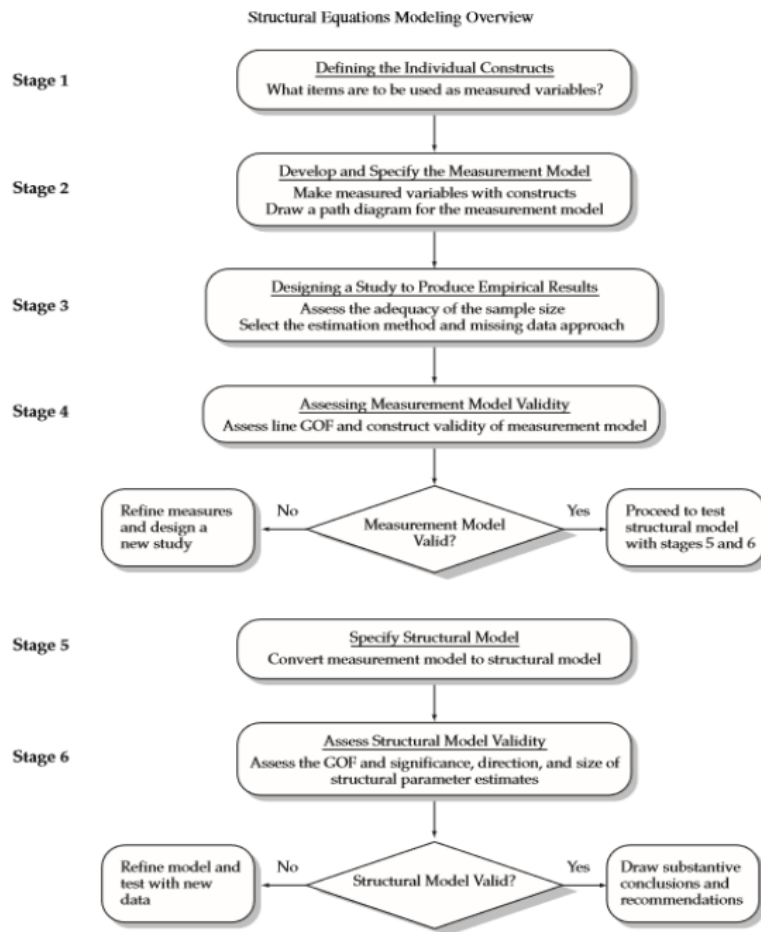 Structural Equations Modeling Overview
Stage 1
Defining the Individual Constructs
What items are to be used as measured variables?
Stage 2
Develop and Specify the Measurement Model
Make measured variables with constructs
Draw a path diagram for the measurement model
Stage 3
Designing a Study to Produce Empirical Results
Assess the adequacy of the sample size
Select the estimation method and missing data approach
Stage 4
Assessing Measurement Model Validity
Assess line GOF and construct validity of measurement model
Refine measures
and design a
new study
No
Measurement Model
Valid?
Yes
Proceed to test
structural model
with stages 5 and 6
Stage 5
Specify Structural Model
Convert measurement model to structural model
Stage 6
Assess Structural Model Validity
Assess the GOF and significance, direction, and size of
structural parameter estimates
Refine model and
test with new
data
No
Structural Model Valid?
Yes
Draw substantive
conclusions and
recommendations